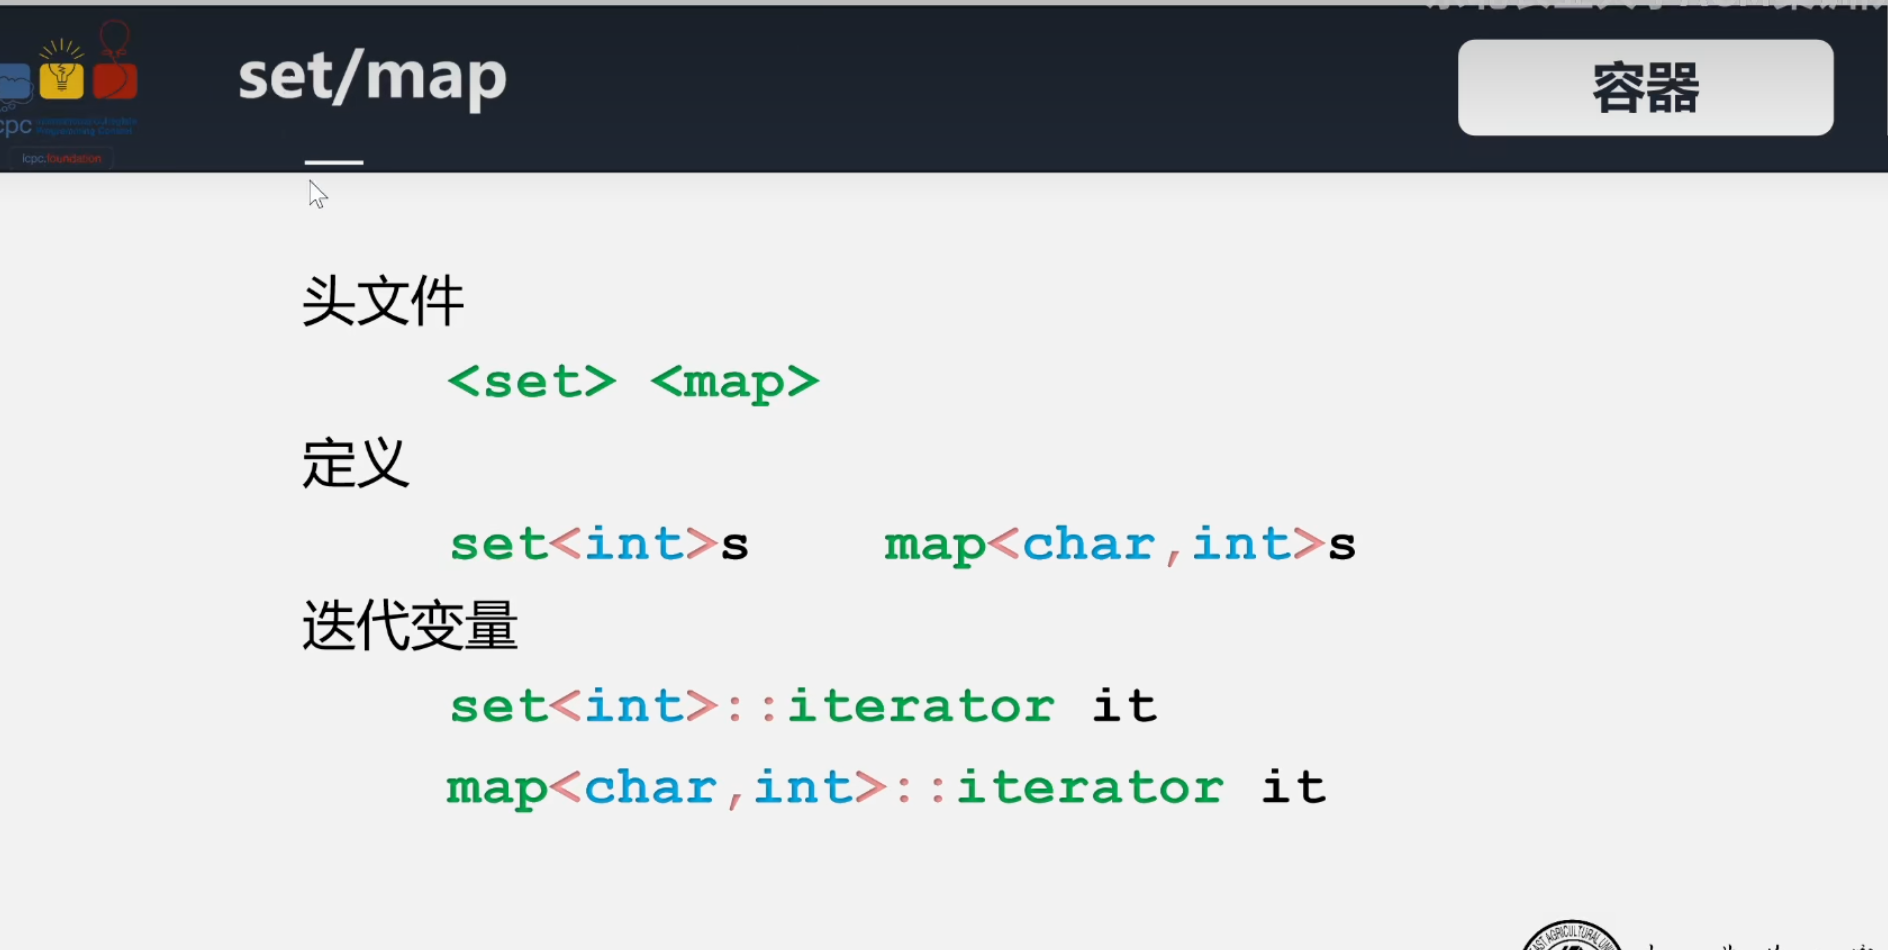 set/map
容器
cpc
icpc.foundation
头文件
<set> <map>
定义
set<int>s map<char,int>s
迭代变量
set<int>::iterator it
map<char,int>::iterator it